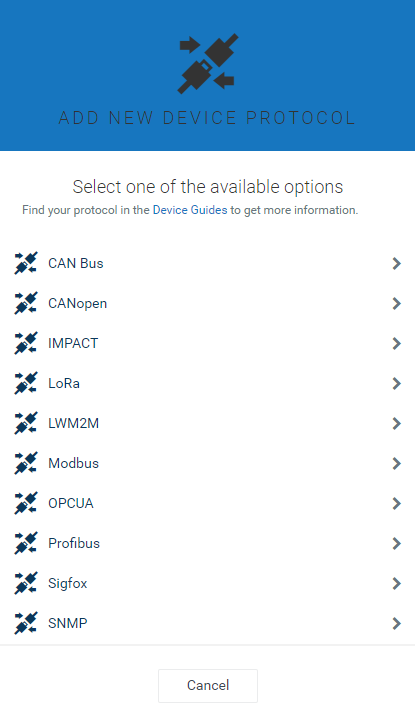 ADD NEW DEVICE PROTOCOL
Select one of the available options
Find your protocol in the Device Guides to get more information.
CAN Bus
CANopen
IMPACT
LoRa
LWM2M
Modbus
OPCUA
Profibus
Sigfox
SNMP
Cancel